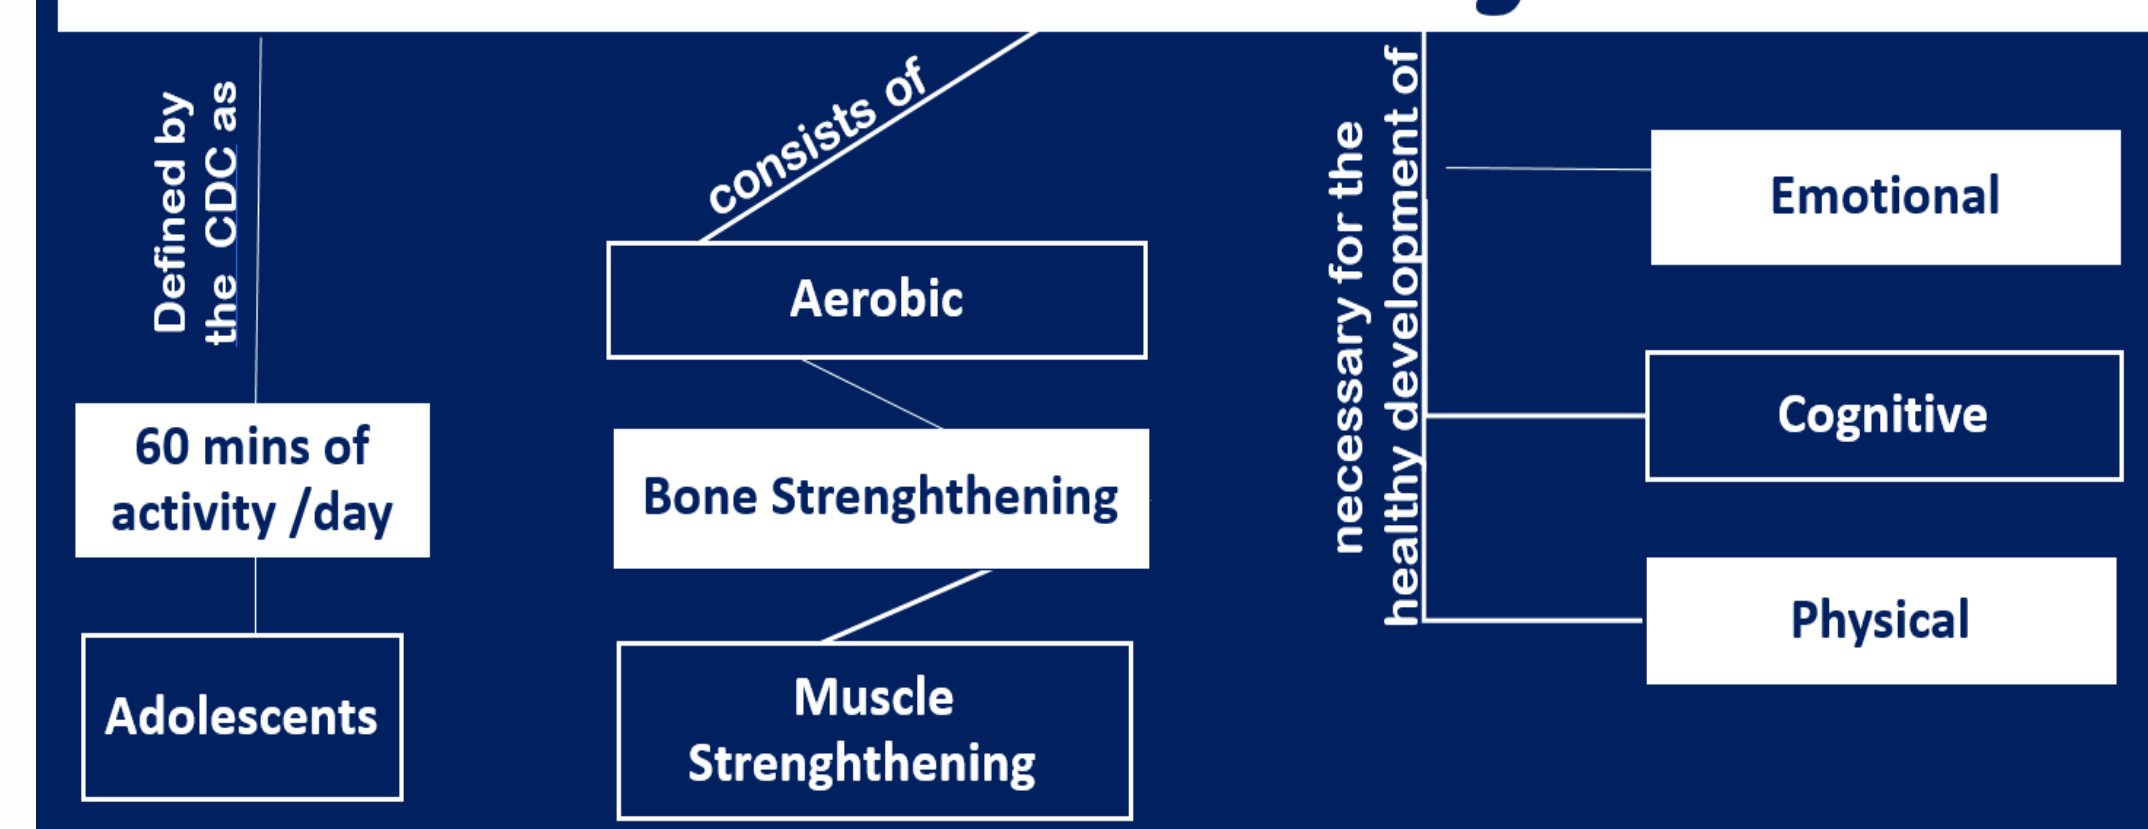 Defined by
the CDC as
60 mins of
activity /day
Adolescents
consists of
Aerobic
Bone Strenghthening
Muscle
Strenghthening
necessary for the
healthy development of
Emotional
Cognitive
Physical